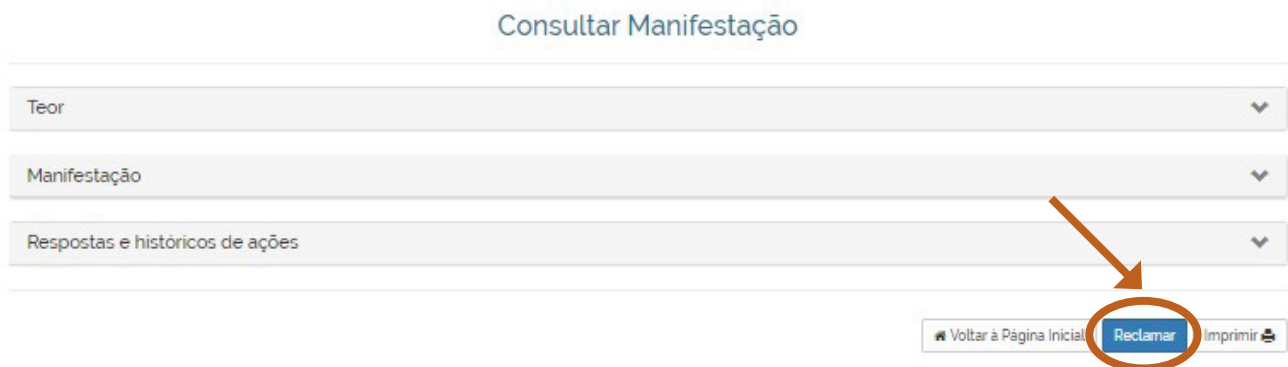 Consultar Manifestação
Teor
Manifestação
Respostas e históricos de ações
Voltar à Página Inicial Reclamar Imprimir